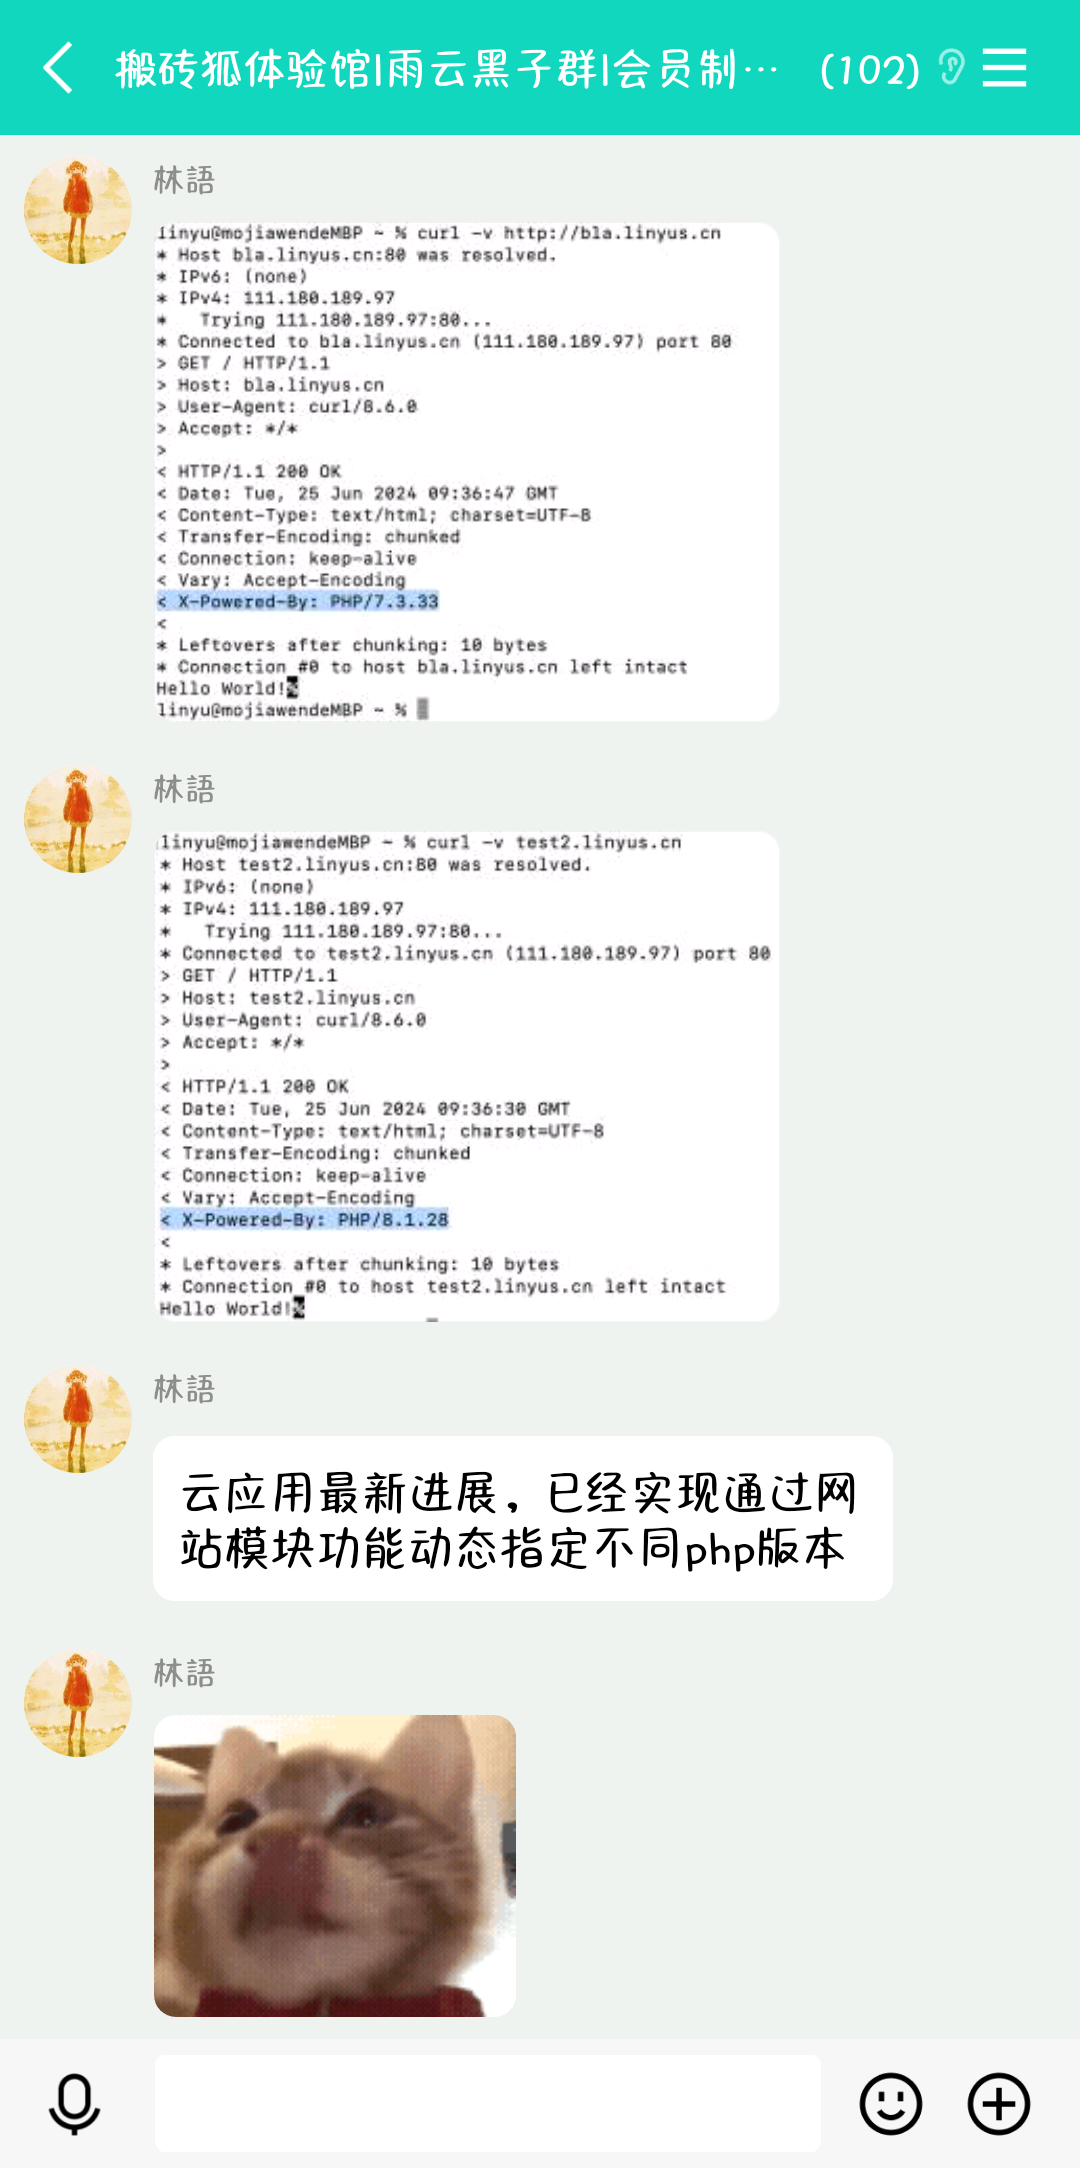 搬砖狐体验馆|雨云黑子群|会员制… (102)
林語
linyu@mojiawendeMBP ~ % curl -v http://bla.linyus.cn
* Host bla.linyus.cn:80 was resolved.
* IPv6: (none)
* IPv4: 111.180.189.97
*   Trying 111.180.189.97:80...
* Connected to bla.linyus.cn (111.180.189.97) port 80
> GET / HTTP/1.1
> Host: bla.linyus.cn
> User-Agent: curl/8.6.0
> Accept: */*
>
< HTTP/1.1 200 OK
< Date: Tue, 25 Jun 2024 09:36:47 GMT
< Content-Type: text/html; charset=UTF-8
< Transfer-Encoding: chunked
< Connection: keep-alive
< Vary: Accept-Encoding
< X-Powered-By: PHP/7.3.33
<
* Leftovers after chunking: 10 bytes
* Connection #0 to host bla.linyus.cn left intact
Hello World!%
linyu@mojiawendeMBP ~ %
林語
linyu@mojiawendeMBP ~ % curl -v test2.linyus.cn
* Host test2.linyus.cn:80 was resolved.
* IPv6: (none)
* IPv4: 111.180.189.97
*   Trying 111.180.189.97:80...
* Connected to test2.linyus.cn (111.180.189.97) port 80
> GET / HTTP/1.1
> Host: test2.linyus.cn
> User-Agent: curl/8.6.0
> Accept: */*
>
< HTTP/1.1 200 OK
< Date: Tue, 25 Jun 2024 09:36:30 GMT
< Content-Type: text/html; charset=UTF-8
< Transfer-Encoding: chunked
< Connection: keep-alive
< Vary: Accept-Encoding
< X-Powered-By: PHP/8.1.28
<
* Leftovers after chunking: 10 bytes
* Connection #0 to host test2.linyus.cn left intact
Hello World!%
林語
云应用最新进展，已经实现通过网
站模块功能动态指定不同php版本
林語